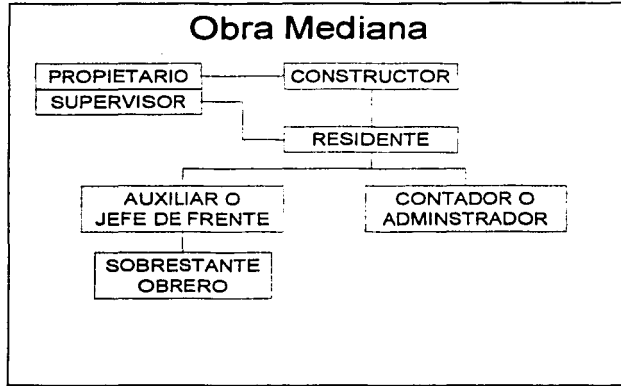 Obra Mediana
PROPIETARIO
CONSTRUCTOR
SUPERVISOR
RESIDENTE
AUXILIAR O
JEFE DE FRENTE
CONTADOR O
ADMINSTRADOR
SOBRESTANTE
OBRERO